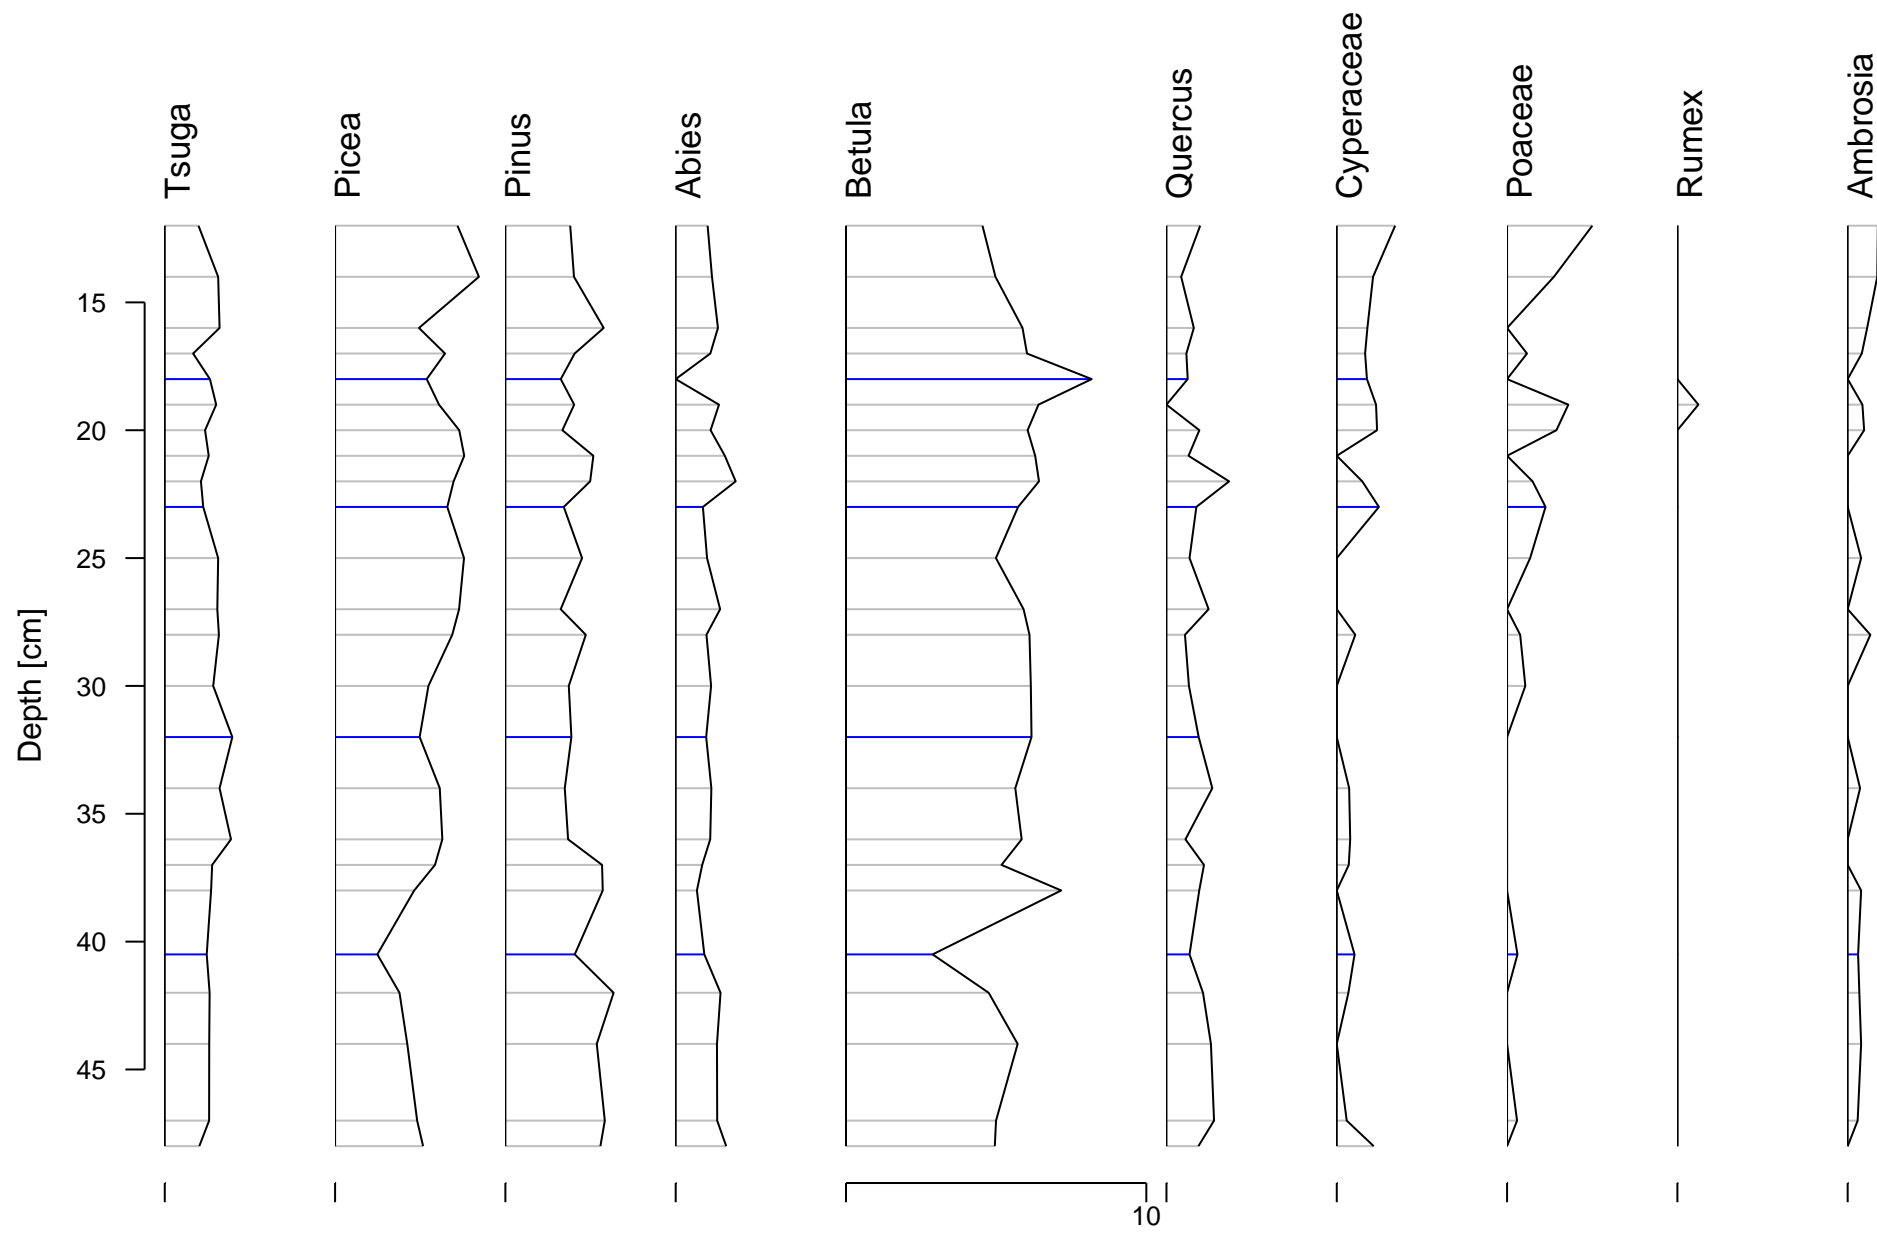 Tsuga
Picea
Pinus
Abies
Betula
Quercus
Cyperaceae
Poaceae
Rumex
Ambrosia
Depth [cm]
15
20
25
30
35
40
45
10